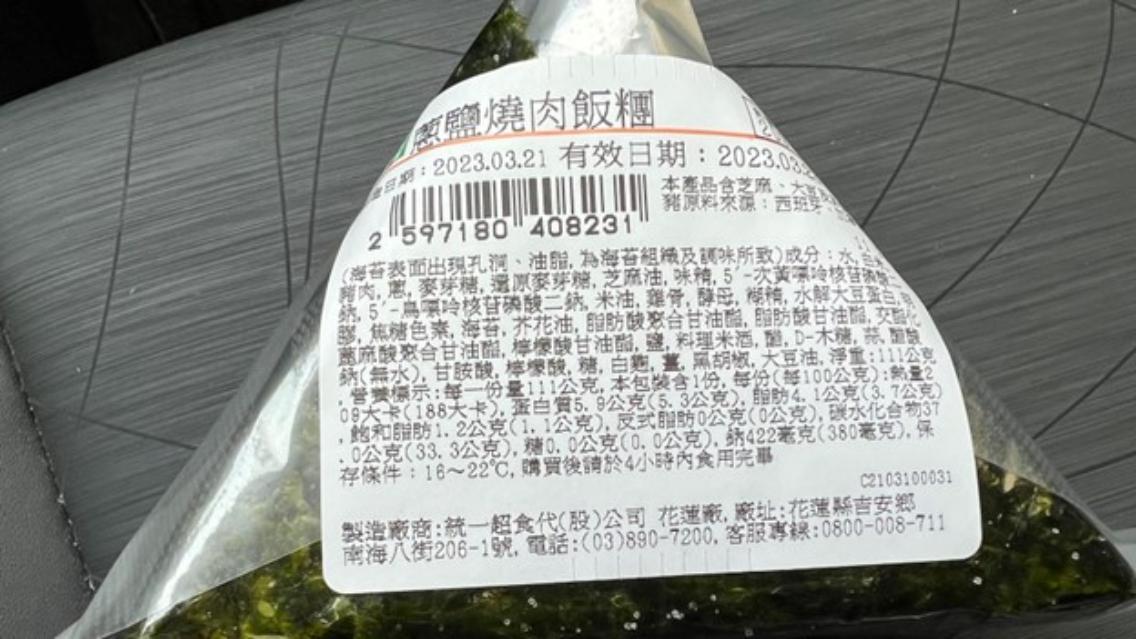 蔥鹽燒肉飯糰
日期：2023.03.21 有效日期：2023.03.
本產品含芝麻、大豆
豬原料來源：西班牙
2 597180 408231
(海苔表面出現孔洞、油脂,為海苔組織及調味所致)成分：水,
豬肉,蔥,麥芽糖,還原麥芽糖,芝麻油,味精,5'-次黃嘌呤核苷磷酸二
鈉,5'-鳥嘌呤核苷磷酸二鈉,米油,雞骨,酵母,糊精,水解大豆蛋白,
膠,焦糖色素,海苔,芥花油,脂肪酸聚合甘油酯,脂肪酸甘油酯,交酯化
蓖麻酸聚合甘油酯,檸檬酸甘油酯,鹽,料理米酒,醋,D-木糖,蒜,醋酸
鈉(無水),甘胺酸,檸檬酸,糖,白麴,薑,黑胡椒,大豆油,淨重:111公克
,營養標示:每一份量111公克,本包裝含1份,每份(每100公克):熱量2
09大卡(188大卡),蛋白質5.9公克(5.3公克),脂肪4.1公克(3.7公克)
,飽和脂肪1.2公克(1.1公克),反式脂肪0公克(0公克),碳水化合物37
.0公克(33.3公克),糖0.0公克(0.0公克),鈉422毫克(380毫克),保
存條件：16～22℃,購買後請於4小時內食用完畢
C2103100031
製造廠商:統一超食代(股)公司 花蓮廠,廠址:花蓮縣吉安鄉
南海八街206-1號,電話:(03)890-7200,客服專線:0800-008-711